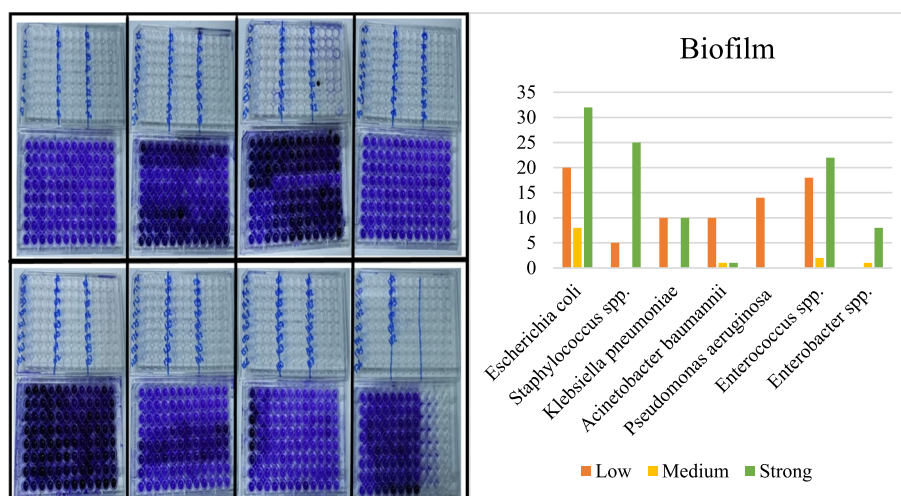 Biofilm
35
30
25
20
15
10
5
0
Escherichia coli
Staphylococcus spp.
Klebsiella pneumoniae
Acinetobacter baumannii
Pseudomonas aeruginosa
Enterococcus spp.
Enterobacter spp.
Low
Medium
Strong